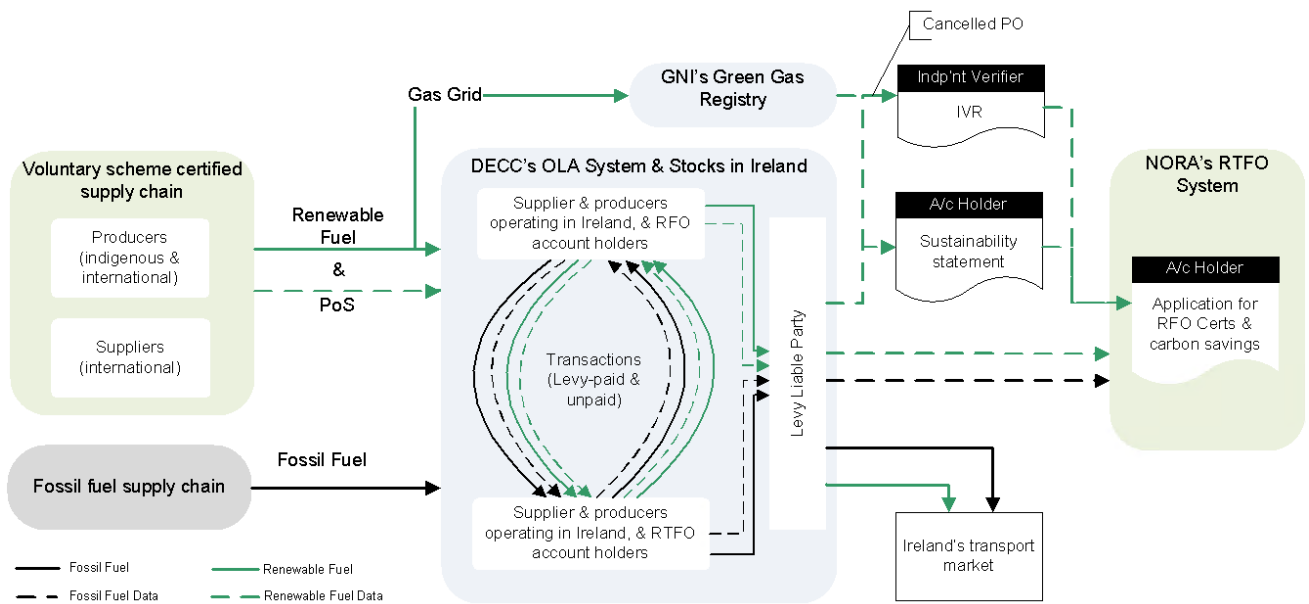 Cancelled PO
GNI's Green Gas
Registry
Indp'nt Verifier
IVR
Gas Grid
Voluntary scheme certified
supply chain
Producers
(indigenous &
international)
Suppliers
(international)
Renewable
Fuel
&
PoS
DECC's OLA System & Stocks in Ireland
Supplier & producers
operating in Ireland, & RFO
account holders
Transactions
(Levy-paid &
unpaid)
Supplier & producers
operating in Ireland, & RTFO
account holders
Levy Liable Party
A/c Holder
Sustainability
statement
NORA's RTFO
System
A/c Holder
Application for
RFO Certs &
carbon savings
Fossil fuel supply chain
Fossil Fuel
Ireland's transport
market
Fossil Fuel
Renewable Fuel
Fossil Fuel Data
Renewable Fuel Data